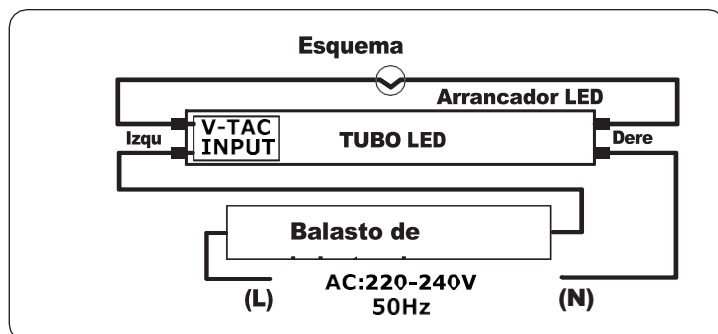 Esquema
Arrancador LED
Izqu
V-TAC
INPUT
TUBO LED
Dere
Balasto de
(L)
AC:220-240V
50Hz
(N)